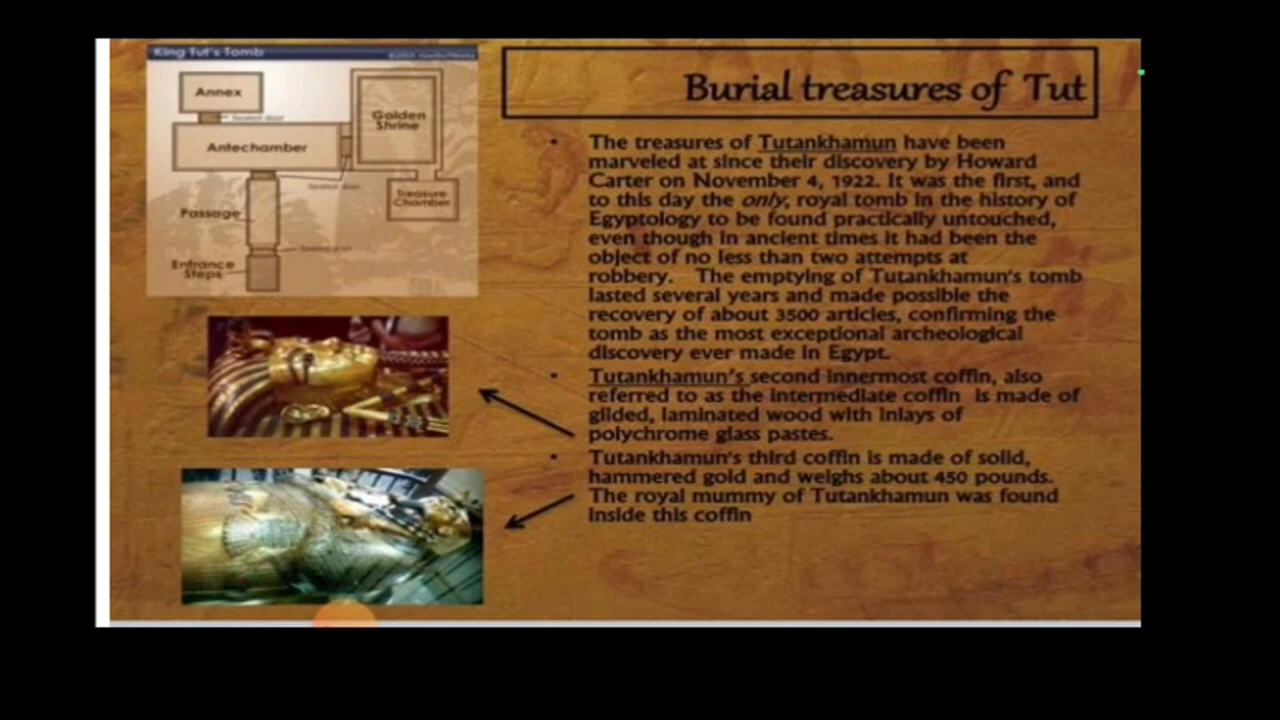 King Tut's Tomb
Annex
Sealed door
Golden
Shrine
Antechamber
Sealed door
Treasure
Chamber
Passage
Sealed door
Entrance
Steps
Burial treasures of Tut
• The treasures of Tutankhamun have been
marveled at since their discovery by Howard
Carter on November 4, 1922. It was the first, and
to this day the only, royal tomb in the history of
Egyptology to be found practically untouched,
even though in ancient times it had been the
object of no less than two attempts at
robbery. The emptying of Tutankhamun's tomb
lasted several years and made possible the
recovery of about 3500 articles, confirming the
tomb as the most exceptional archeological
discovery ever made in Egypt.
• Tutankhamun's second innermost coffin, also
referred to as the intermediate coffin is made of
gilded, laminated wood with inlays of
polychrome glass pastes.
• Tutankhamun's third coffin is made of solid,
hammered gold and weighs about 450 pounds.
The royal mummy of Tutankhamun was found
inside this coffin